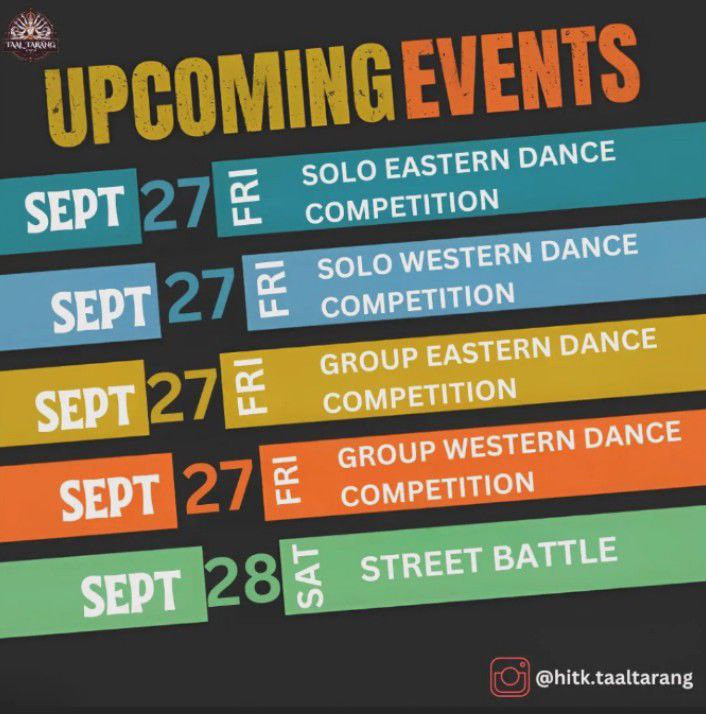 TAAL TARANG
UPCOMING EVENTS
SEPT 27 FRI SOLO EASTERN DANCE
COMPETITION
SEPT 27 FRI SOLO WESTERN DANCE
COMPETITION
SEPT 27 FRI GROUP EASTERN DANCE
COMPETITION
SEPT 27 FRI GROUP WESTERN DANCE
COMPETITION
SEPT 28 SAT STREET BATTLE
@hitk.taaltarang